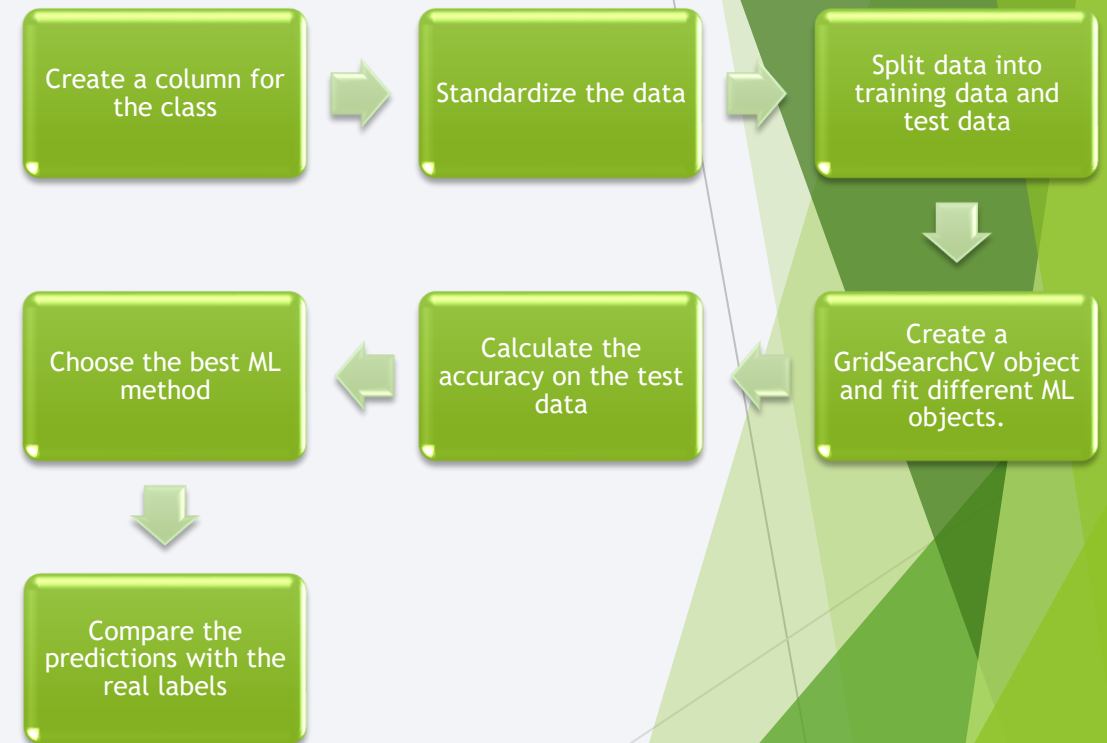 Create a column for
the class
Standardize the data
Split data into
training data and
test data
Create a
GridSearchCV object
and fit different ML
objects.
Calculate the
accuracy on the test
data
Choose the best ML
method
Compare the
predictions with the
real labels